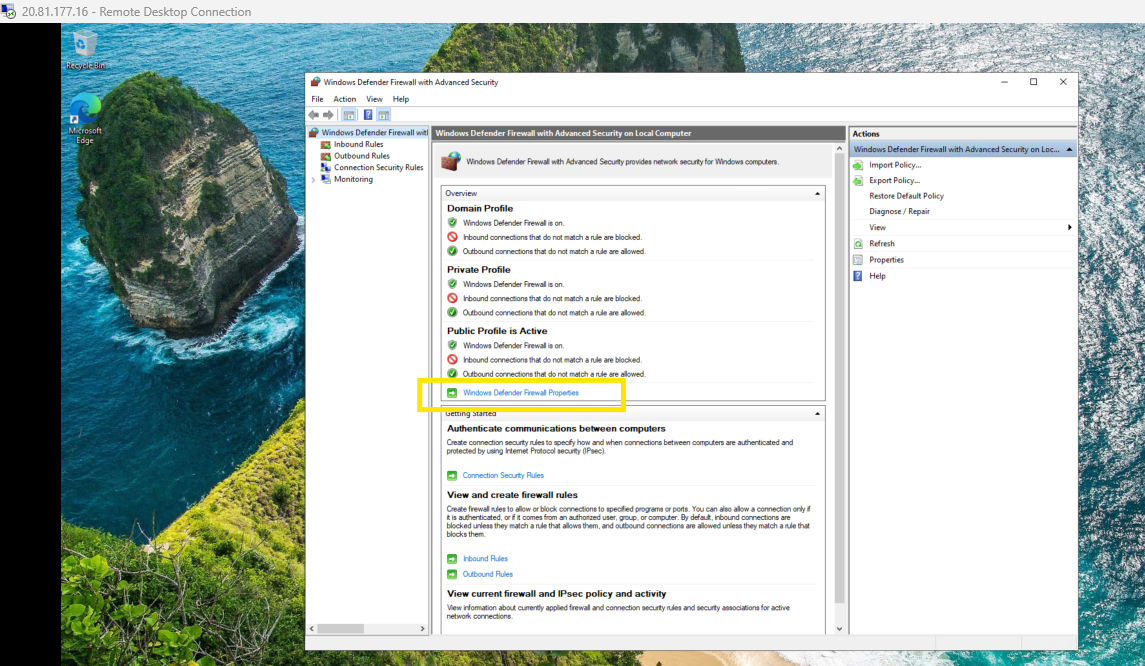 20.81.177.16 - Remote Desktop Connection
Recycle Bin
Microsoft
Edge
Windows Defender Firewall with Advanced Security
File Action View Help
Windows Defender Firewall with
Inbound Rules
Outbound Rules
Connection Security Rules
Monitoring
Windows Defender Firewall with Advanced Security on Local Computer
Windows Defender Firewall with Advanced Security provides network security for Windows computers.
Overview
Domain Profile
Windows Defender Firewall is on.
Inbound connections that do not match a rule are blocked.
Outbound connections that do not match a rule are allowed.
Private Profile
Windows Defender Firewall is on.
Inbound connections that do not match a rule are blocked.
Outbound connections that do not match a rule are allowed.
Public Profile is Active
Windows Defender Firewall is on.
Inbound connections that do not match a rule are blocked.
Outbound connections that do not match a rule are allowed.
Windows Defender Firewall Properties
Getting Started
Authenticate communications between computers
Create connection security rules to specify how and when connections between computers are authenticated and
protected by using Internet Protocol security (IPsec).
Connection Security Rules
View and create firewall rules
Create firewall rules to allow or block connections to specified programs or ports. You can also allow a connection only if
it is authenticated, or if it comes from an authorized user, group, or computer. By default, inbound connections are
blocked unless they match a rule that allows them, and outbound connections are allowed unless they match a rule that
blocks them.
Inbound Rules
Outbound Rules
View current firewall and IPsec policy and activity
View information about currently applied firewall and connection security rules and security associations for active
network connections.
Actions
Windows Defender Firewall with Advanced Security on Loc...
Import Policy...
Export Policy...
Restore Default Policy
Diagnose / Repair
View
Refresh
Properties
Help